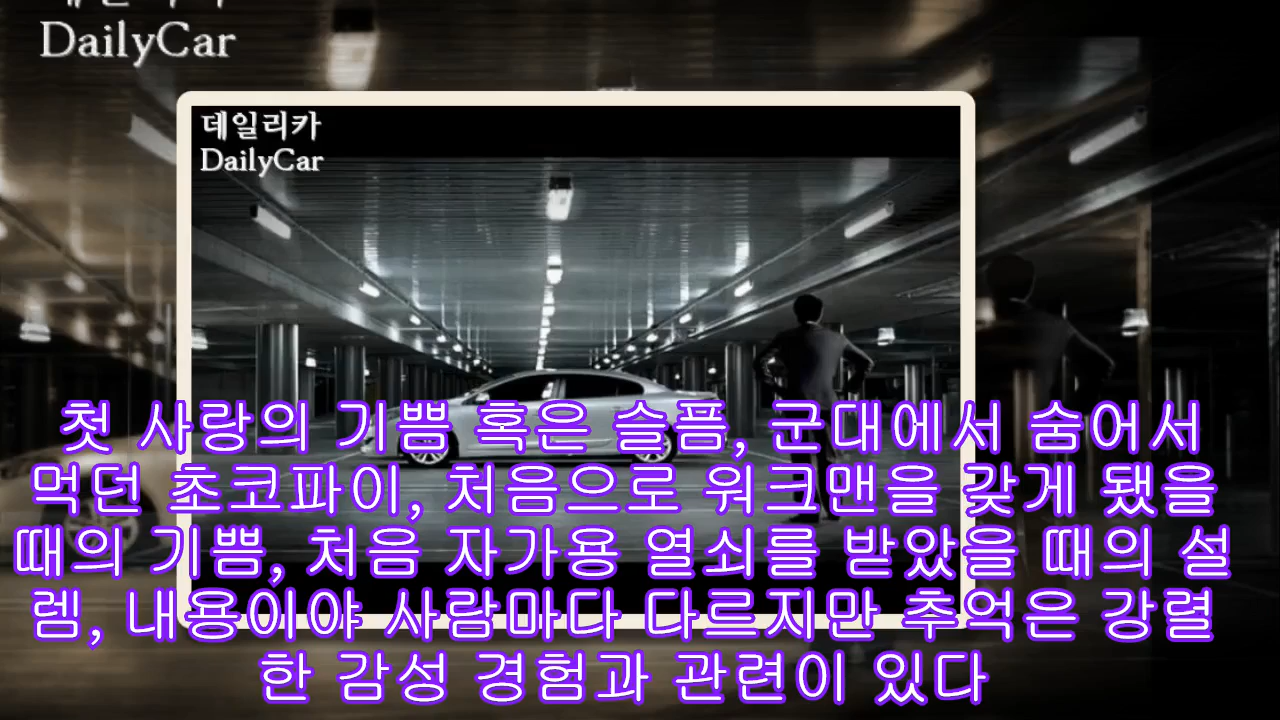 데일리카
DailyCar
데일리카
DailyCar
첫 사랑의 기쁨 혹은 슬픔, 군대에서 숨어서
먹던 초코파이, 처음으로 워크맨을 갖게 됐을
때의 기쁨, 처음 자가용 열쇠를 받았을 때의 설
렘, 내용이야 사람마다 다르지만 추억은 강렬
한 감성 경험과 관련이 있다